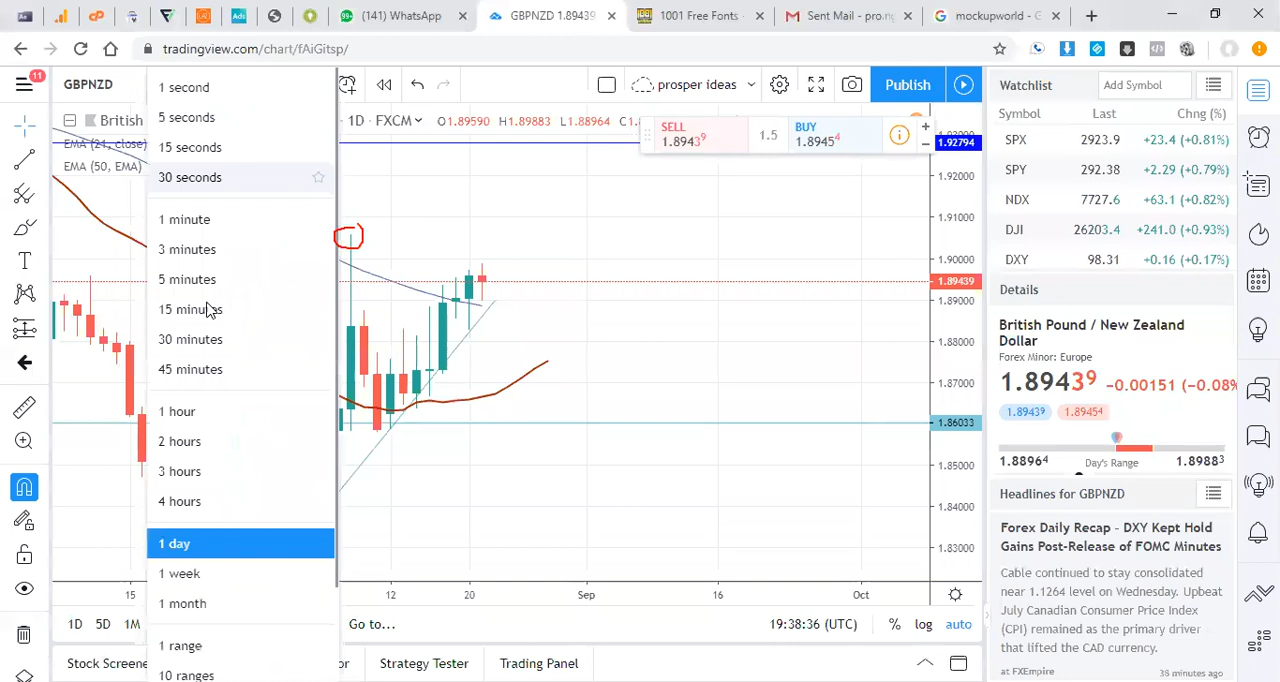 Ads
(141) WhatsApp
GBPNZD 1.89439
1001 Free Fonts
Sent Mail - pro.n
mockupworld - G
tradingview.com/chart/fAiGitsp/
11
GBPNZD
prosper ideas
Publish
British
1D
FXCM
O1.89590
H1.89883
L1.88964
EMA (24, close)
EMA (50, EMA)
SELL
1.89439
1.5
BUY
1.89454
1 second
5 seconds
15 seconds
30 seconds
1 minute
3 minutes
5 minutes
15 minutes
30 minutes
45 minutes
1 hour
2 hours
3 hours
4 hours
1 day
1 week
1 month
1 range
10 ranges
1.92794
1.92000
1.91000
1.90000
1.89439
1.89000
1.88000
1.87000
1.86033
1.85000
1.84000
1.83000
15
12
20
Sep
16
Oct
1D
5D
1M
Go to...
19:38:36 (UTC)
%
log
auto
Stock Screene
or
Strategy Tester
Trading Panel
Watchlist
Add Symbol
Symbol Last Chg (%)
SPX 2923.9 +23.4 (+0.81%)
SPY 292.38 +2.29 (+0.79%)
NDX 7727.6 +63.1 (+0.82%)
DJI 26203.4 +241.0 (+0.93%)
DXY 98.31 +0.16 (+0.17%)
Details
British Pound / New Zealand
Dollar
Forex Minor: Europe
1.89439 -0.00151 (-0.08%
1.89439
1.89454
1.88964 Day's Range 1.89883
Headlines for GBPNZD
Forex Daily Recap – DXY Kept Hold
Gains Post-Release of FOMC Minutes
Cable continued to stay consolidated
near 1.1264 level on Wednesday. Upbeat
July Canadian Consumer Price Index
(CPI) remained as the primary driver
that lifted the CAD currency.
at FXEmpire
38 minutes ago